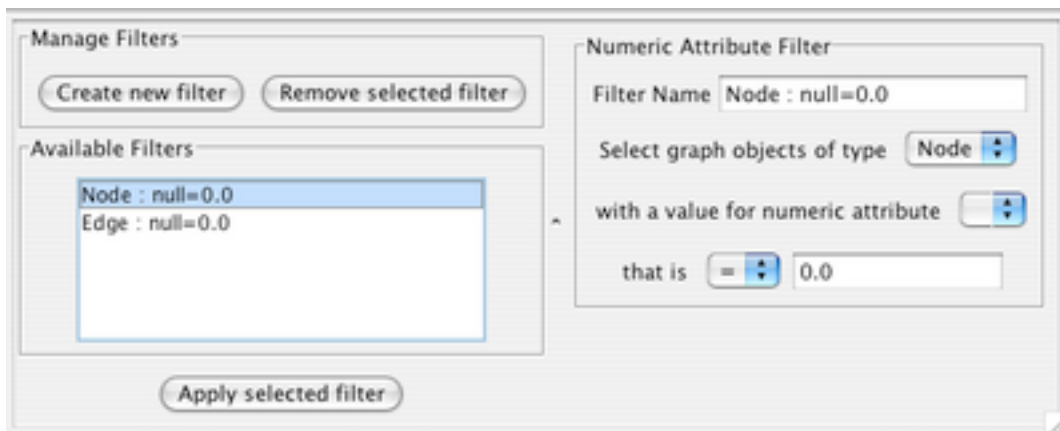 Manage Filters
Create new filter Remove selected filter
Available Filters
Node : null=0.0
Edge : null=0.0
Apply selected filter
Numeric Attribute Filter
Filter Name Node : null=0.0
Select graph objects of type Node
with a value for numeric attribute
that is = 0.0